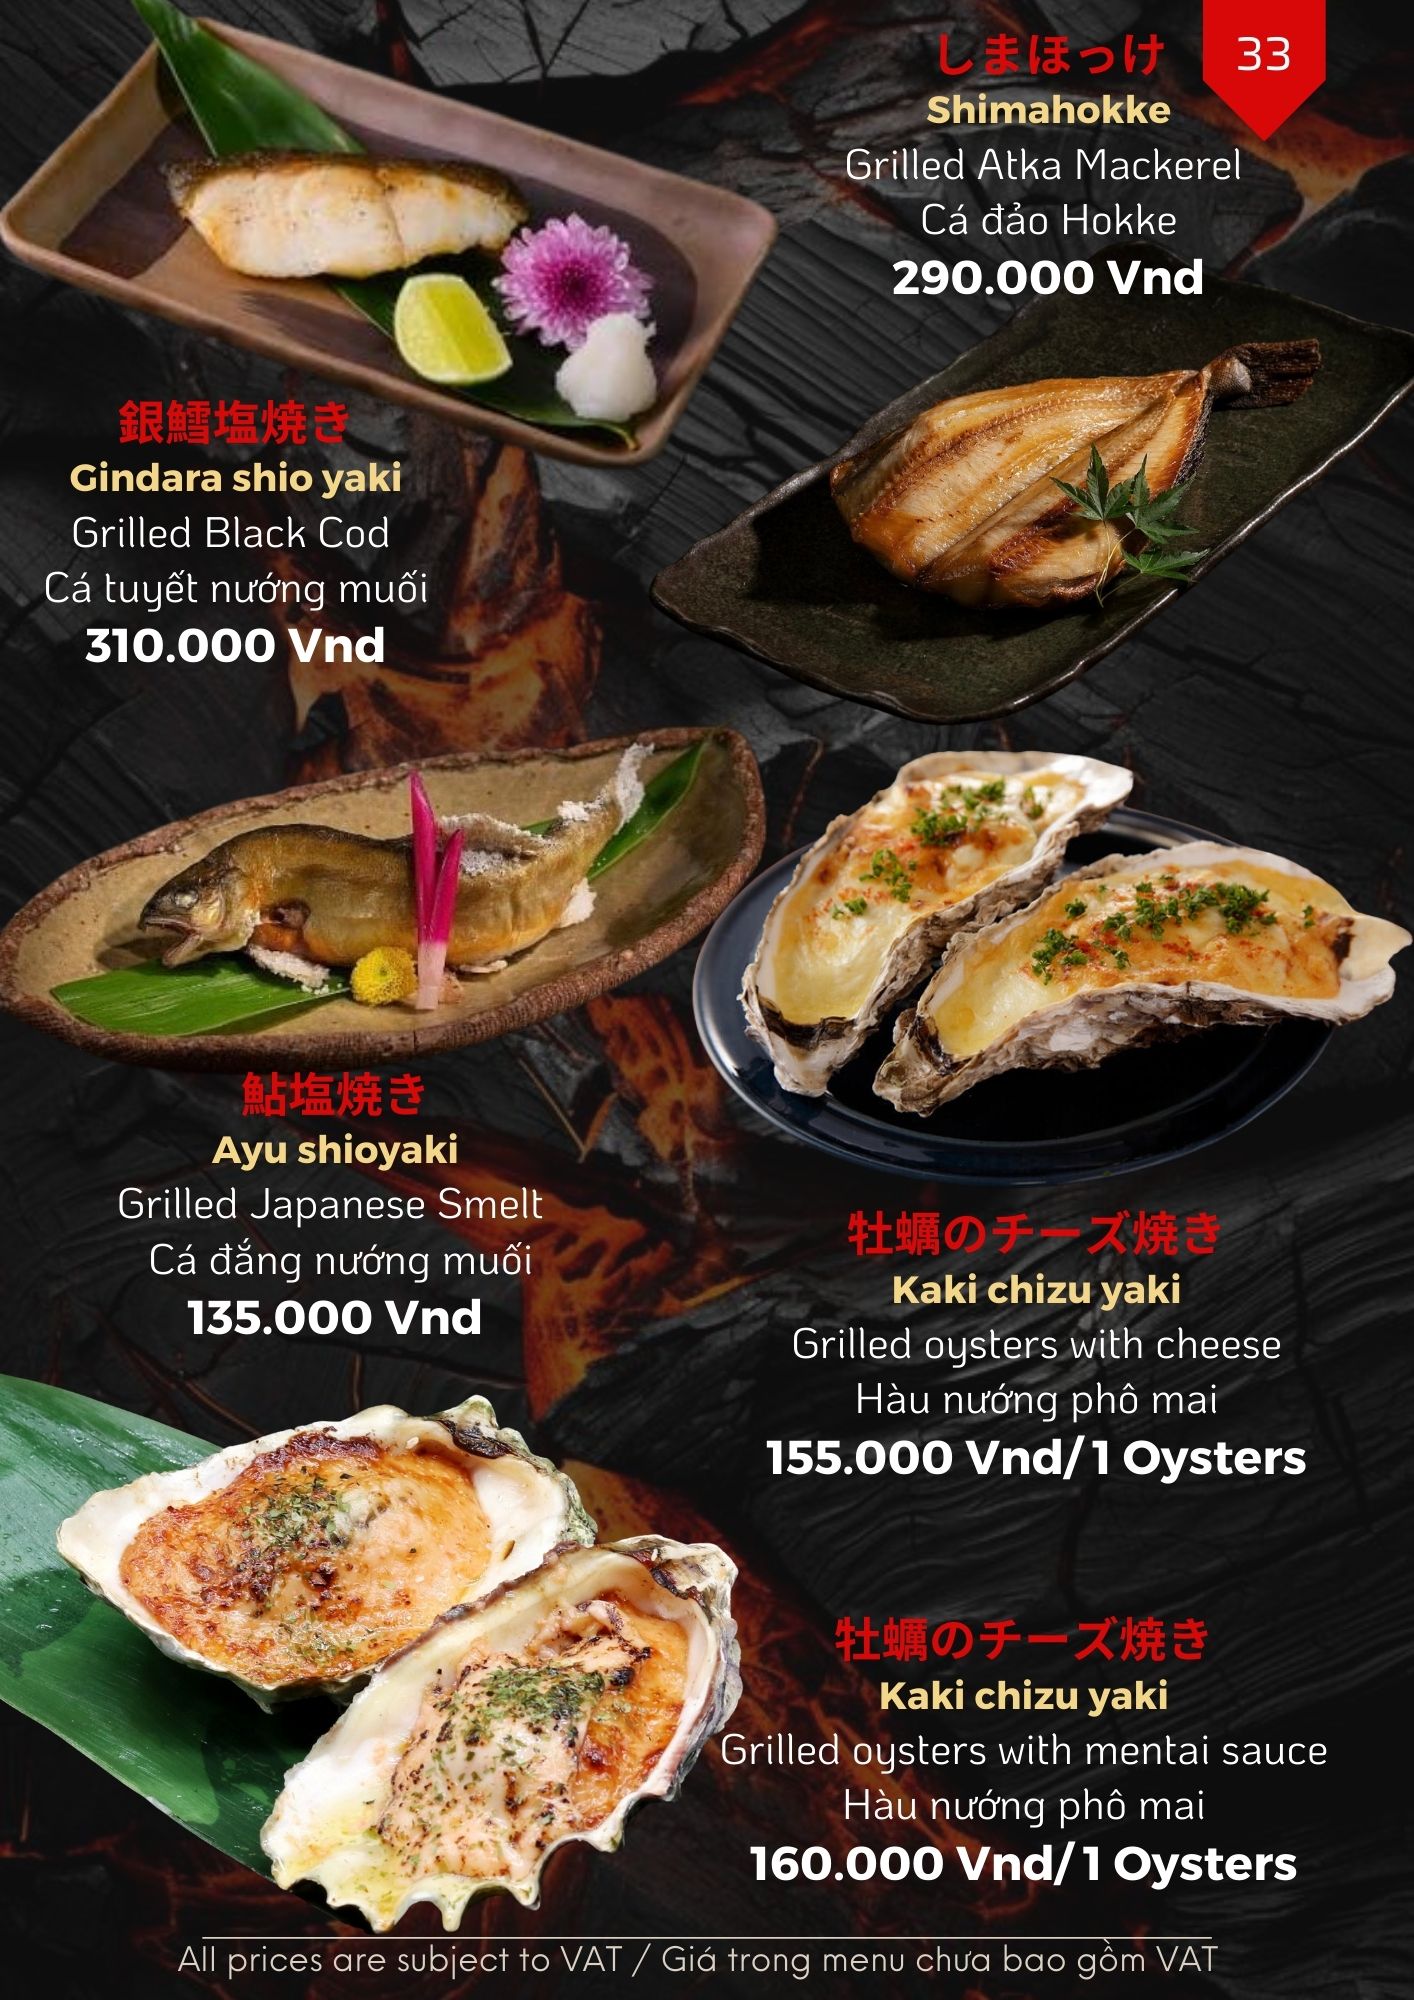 33
しまほっけ
Shimahokke
Grilled Atka Mackerel
Cá đảo Hokke
290.000 Vnd
銀鱈塩焼き
Gindara shio yaki
Grilled Black Cod
Cá tuyết nướng muối
310.000 Vnd
鮎塩焼き
Ayu shioyaki
Grilled Japanese Smelt
Cá đắng nướng muối
135.000 Vnd
牡蠣のチーズ焼き
Kaki chizu yaki
Grilled oysters with cheese
Hàu nướng phô mai
155.000 Vnd/1 Oysters
牡蠣のチーズ焼き
Kaki chizu yaki
Grilled oysters with mentai sauce
Hàu nướng phô mai
160.000 Vnd/1 Oysters
All prices are subject to VAT / Giá trong menu chưa bao gồm VAT